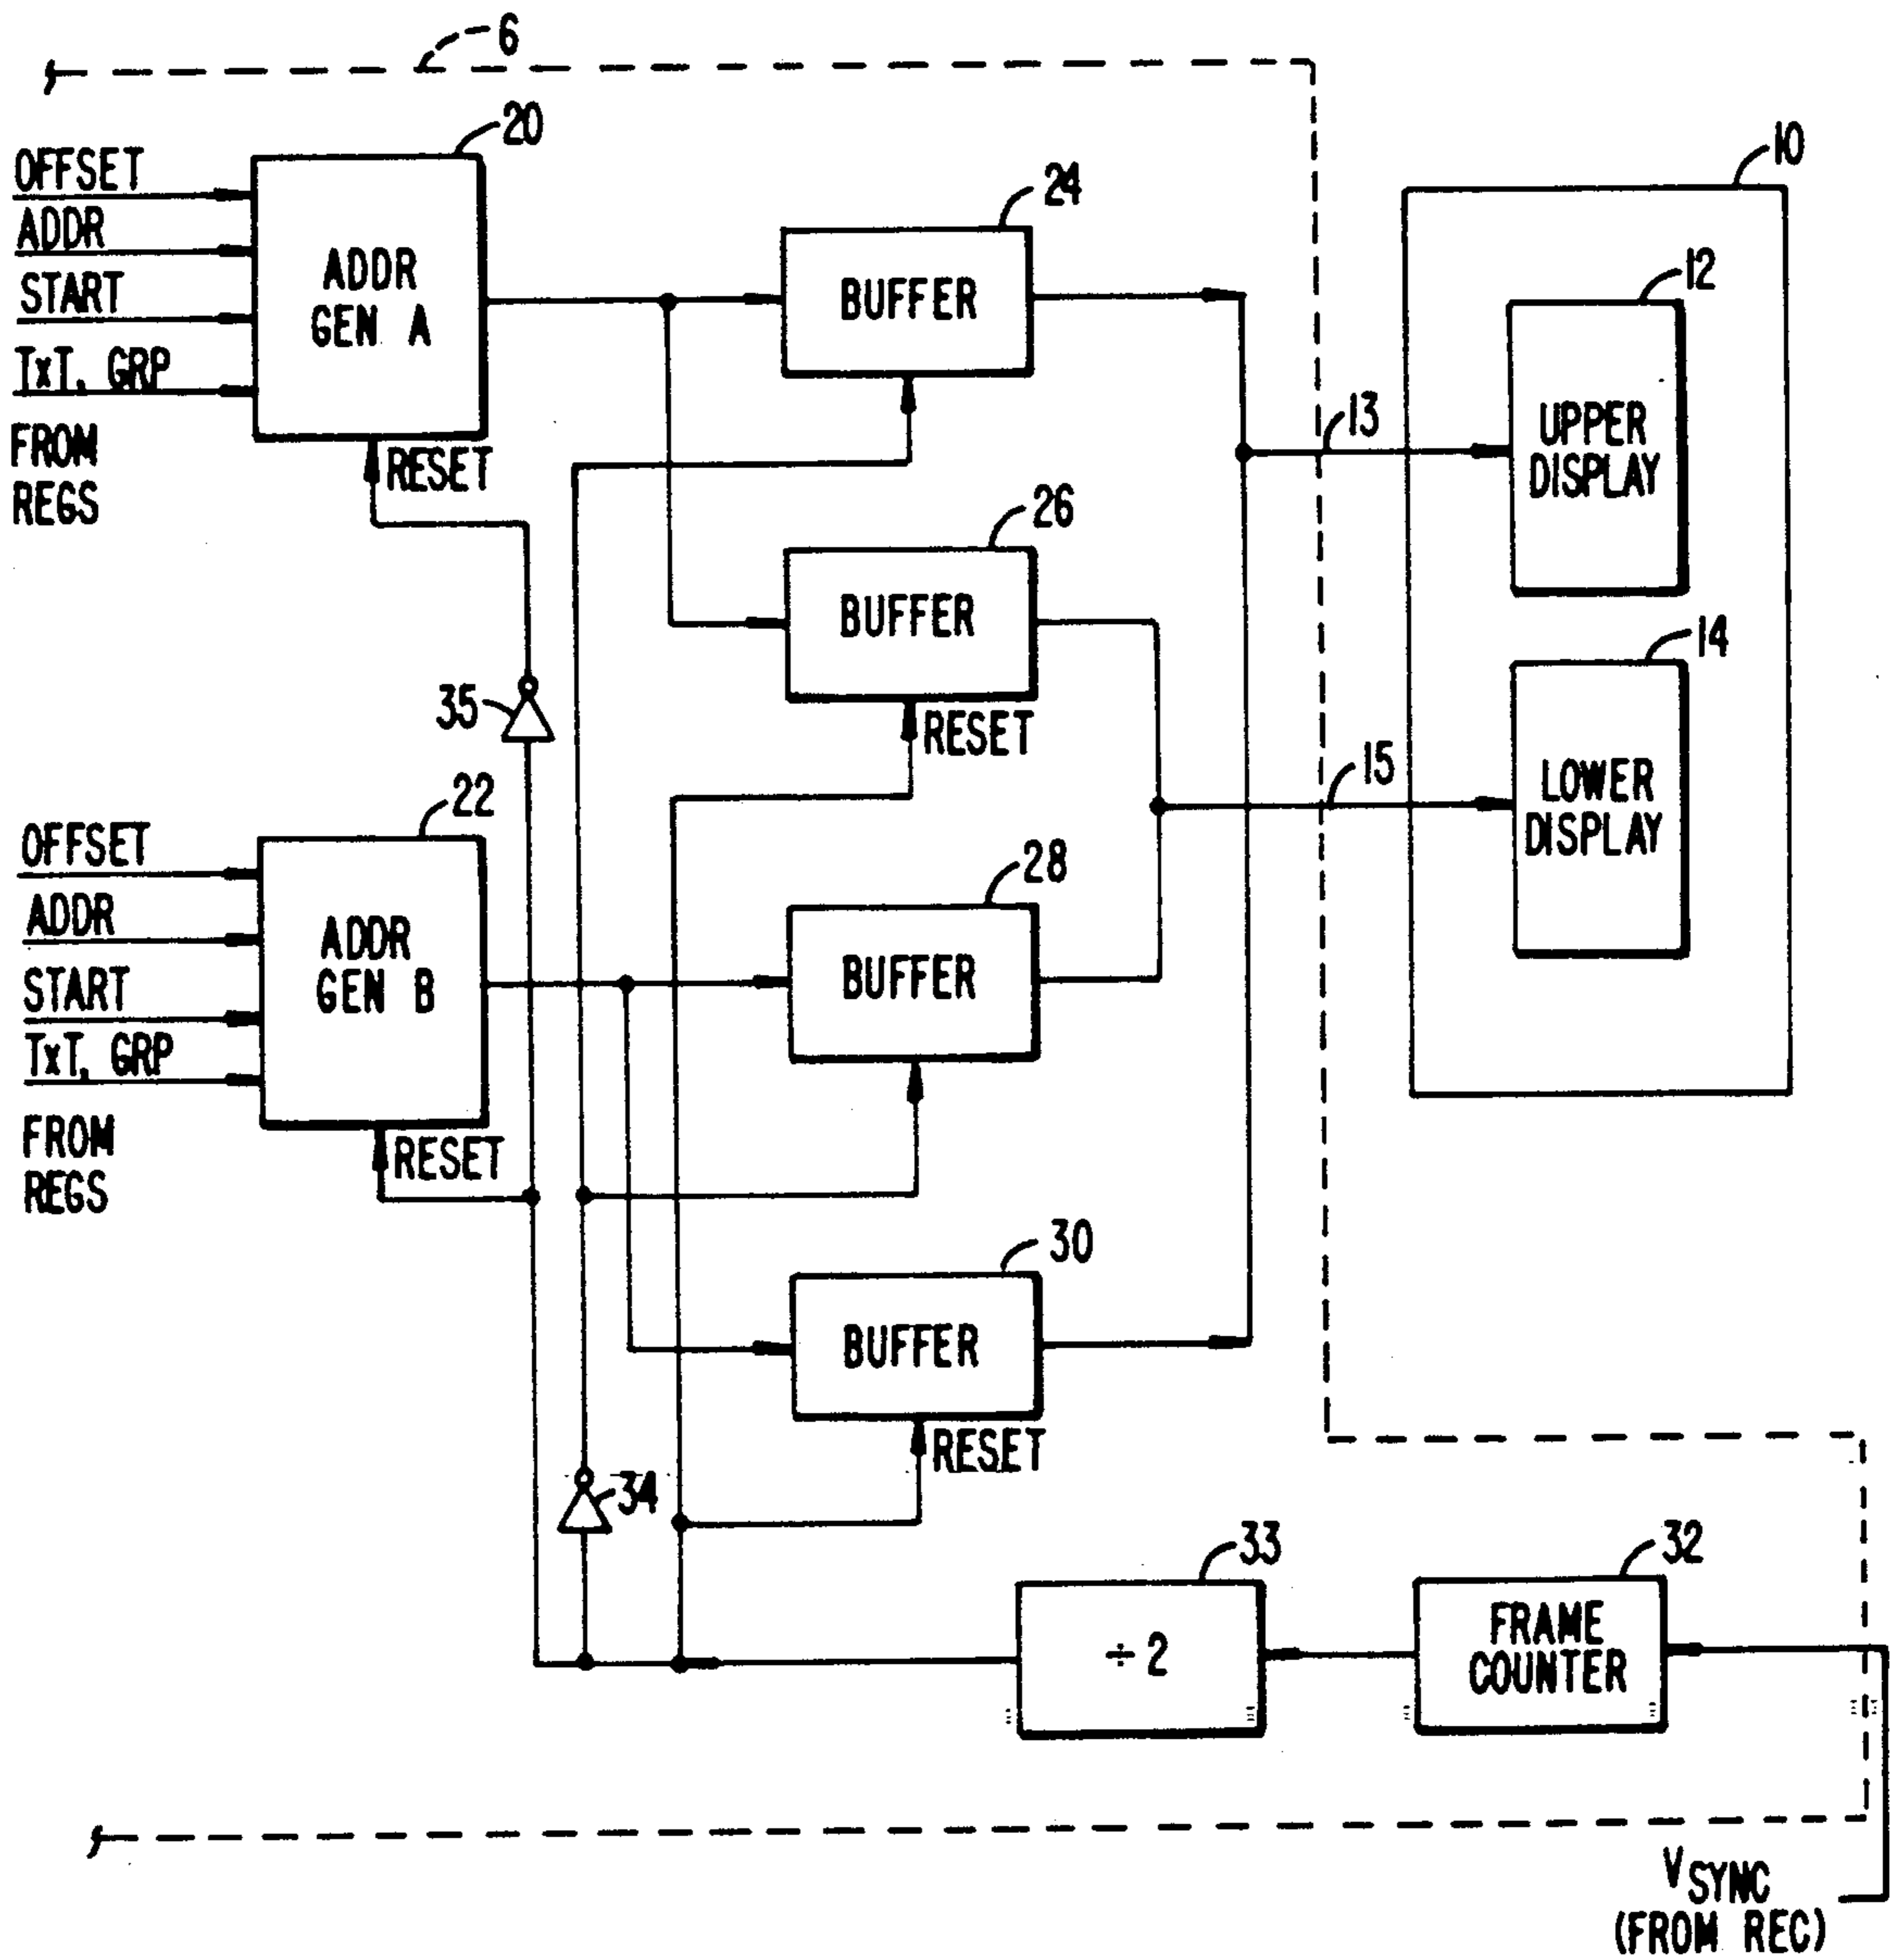 6
20
OFFSET
ADDR
START
TxT, GRP
FROM
REGS
ADDR
GEN A
RESET
24
BUFFER
10
12
UPPER
DISPLAY
13
26
BUFFER
RESET
14
LOWER
DISPLAY
15
35
22
OFFSET
ADDR
START
TxT, GRP
FROM
REGS
ADDR
GEN B
RESET
28
BUFFER
30
BUFFER
RESET
34
33
÷2
32
FRAME
COUNTER
VSYNC
(FROM REC)